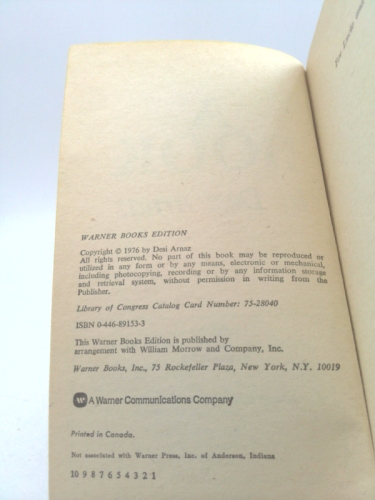 WARNER BOOKS EDITION
Copyright © 1976 by Desi Arnaz
All rights reserved. No part of this book may be reproduced or
utilized in any form or by any means, electronic or mechanical,
including photocopying, recording or by any information storage
and retrieval system, without permission in writing from the
Publisher.
Library of Congress Catalog Card Number: 75-28040
ISBN 0-446-89153-3
This Warner Books Edition is published by
arrangement with William Morrow and Company, Inc.
Warner Books, Inc., 75 Rockefeller Plaza, New York, N.Y. 10019
A Warner Communications Company
Printed in Canada.
Not associated with Warner Press, Inc. of Anderson, Indiana
10 9 8 7 6 5 4 3 2 1
For